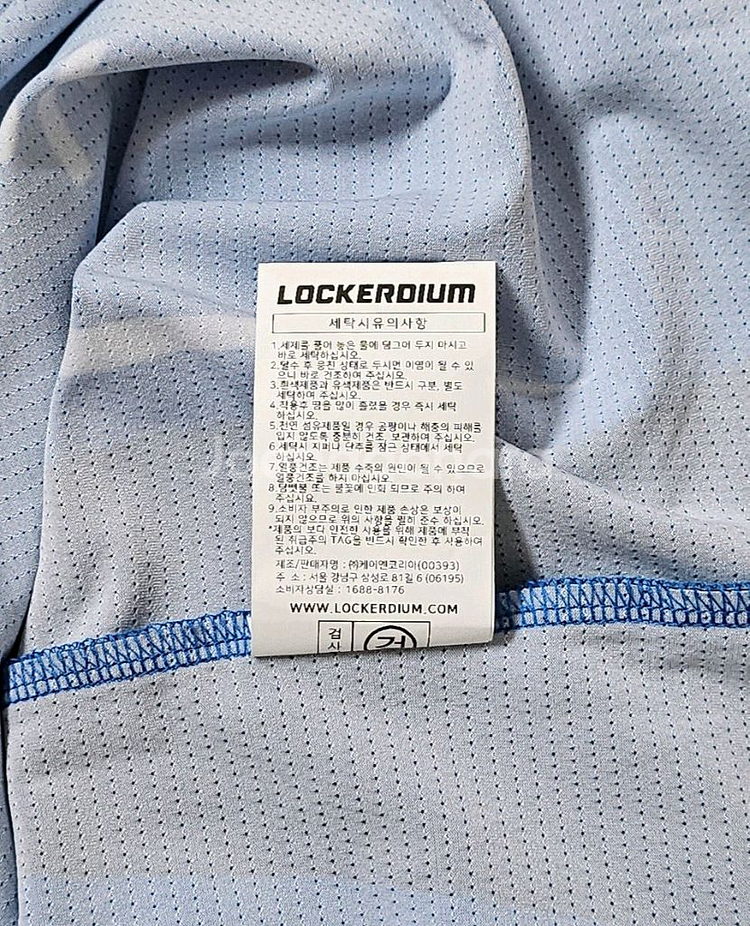 LOCKERDIUM
세탁시유의사항
1.세제를 풀어 놓은 물에 담그어 두지 마시고
바로 세탁하십시오.
2.탈수 후 뭉친 상태로 두시면 이염이 될 수 있
으니 바로 건조하여 주십시오.
3.흰색제품과 유색제품은 반드시 구분, 별도
세탁하여 주십시오.
4.착용후 땀을 많이 흘렸을 경우 즉시 세탁
하십시오.
5.천연 섬유제품일 경우 곰팡이나 해충의 피해를
입지 않도록 충분히 건조, 보관하여 주십시오.
6.세탁시 지퍼나 단추를 잠근 상태에서 세탁
하십시오.
7.열풍건조는 제품 수축의 원인이 될 수 있으므로
열풍건조를 하지 마십시오.
8.담뱃불 또는 불꽃에 인화 되므로 주의 하여
주십시요.
9.소비자 부주의로 인한 제품 손상은 보상이
되지 않으므로 위의 사항을 필히 준수 하십시오.
*제품의 보다 안전한 사용을 위해 제품에 부착
된 취급주의 TAG을 반드시 확인한 후 사용하여
주십시오.
제조/판매자명 : ㈜케이엔코리아(00393)
주 소 : 서울 강남구 삼성로 81길 6 (06195)
소비자상담실 : 1688-8176
WWW.LOCKERDIUM.COM
검사